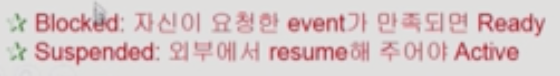 ☆ Blocked: 자신이 요청한 event가 만족되면 Ready
☆ Suspended: 외부에서 resume해 주어야 Active